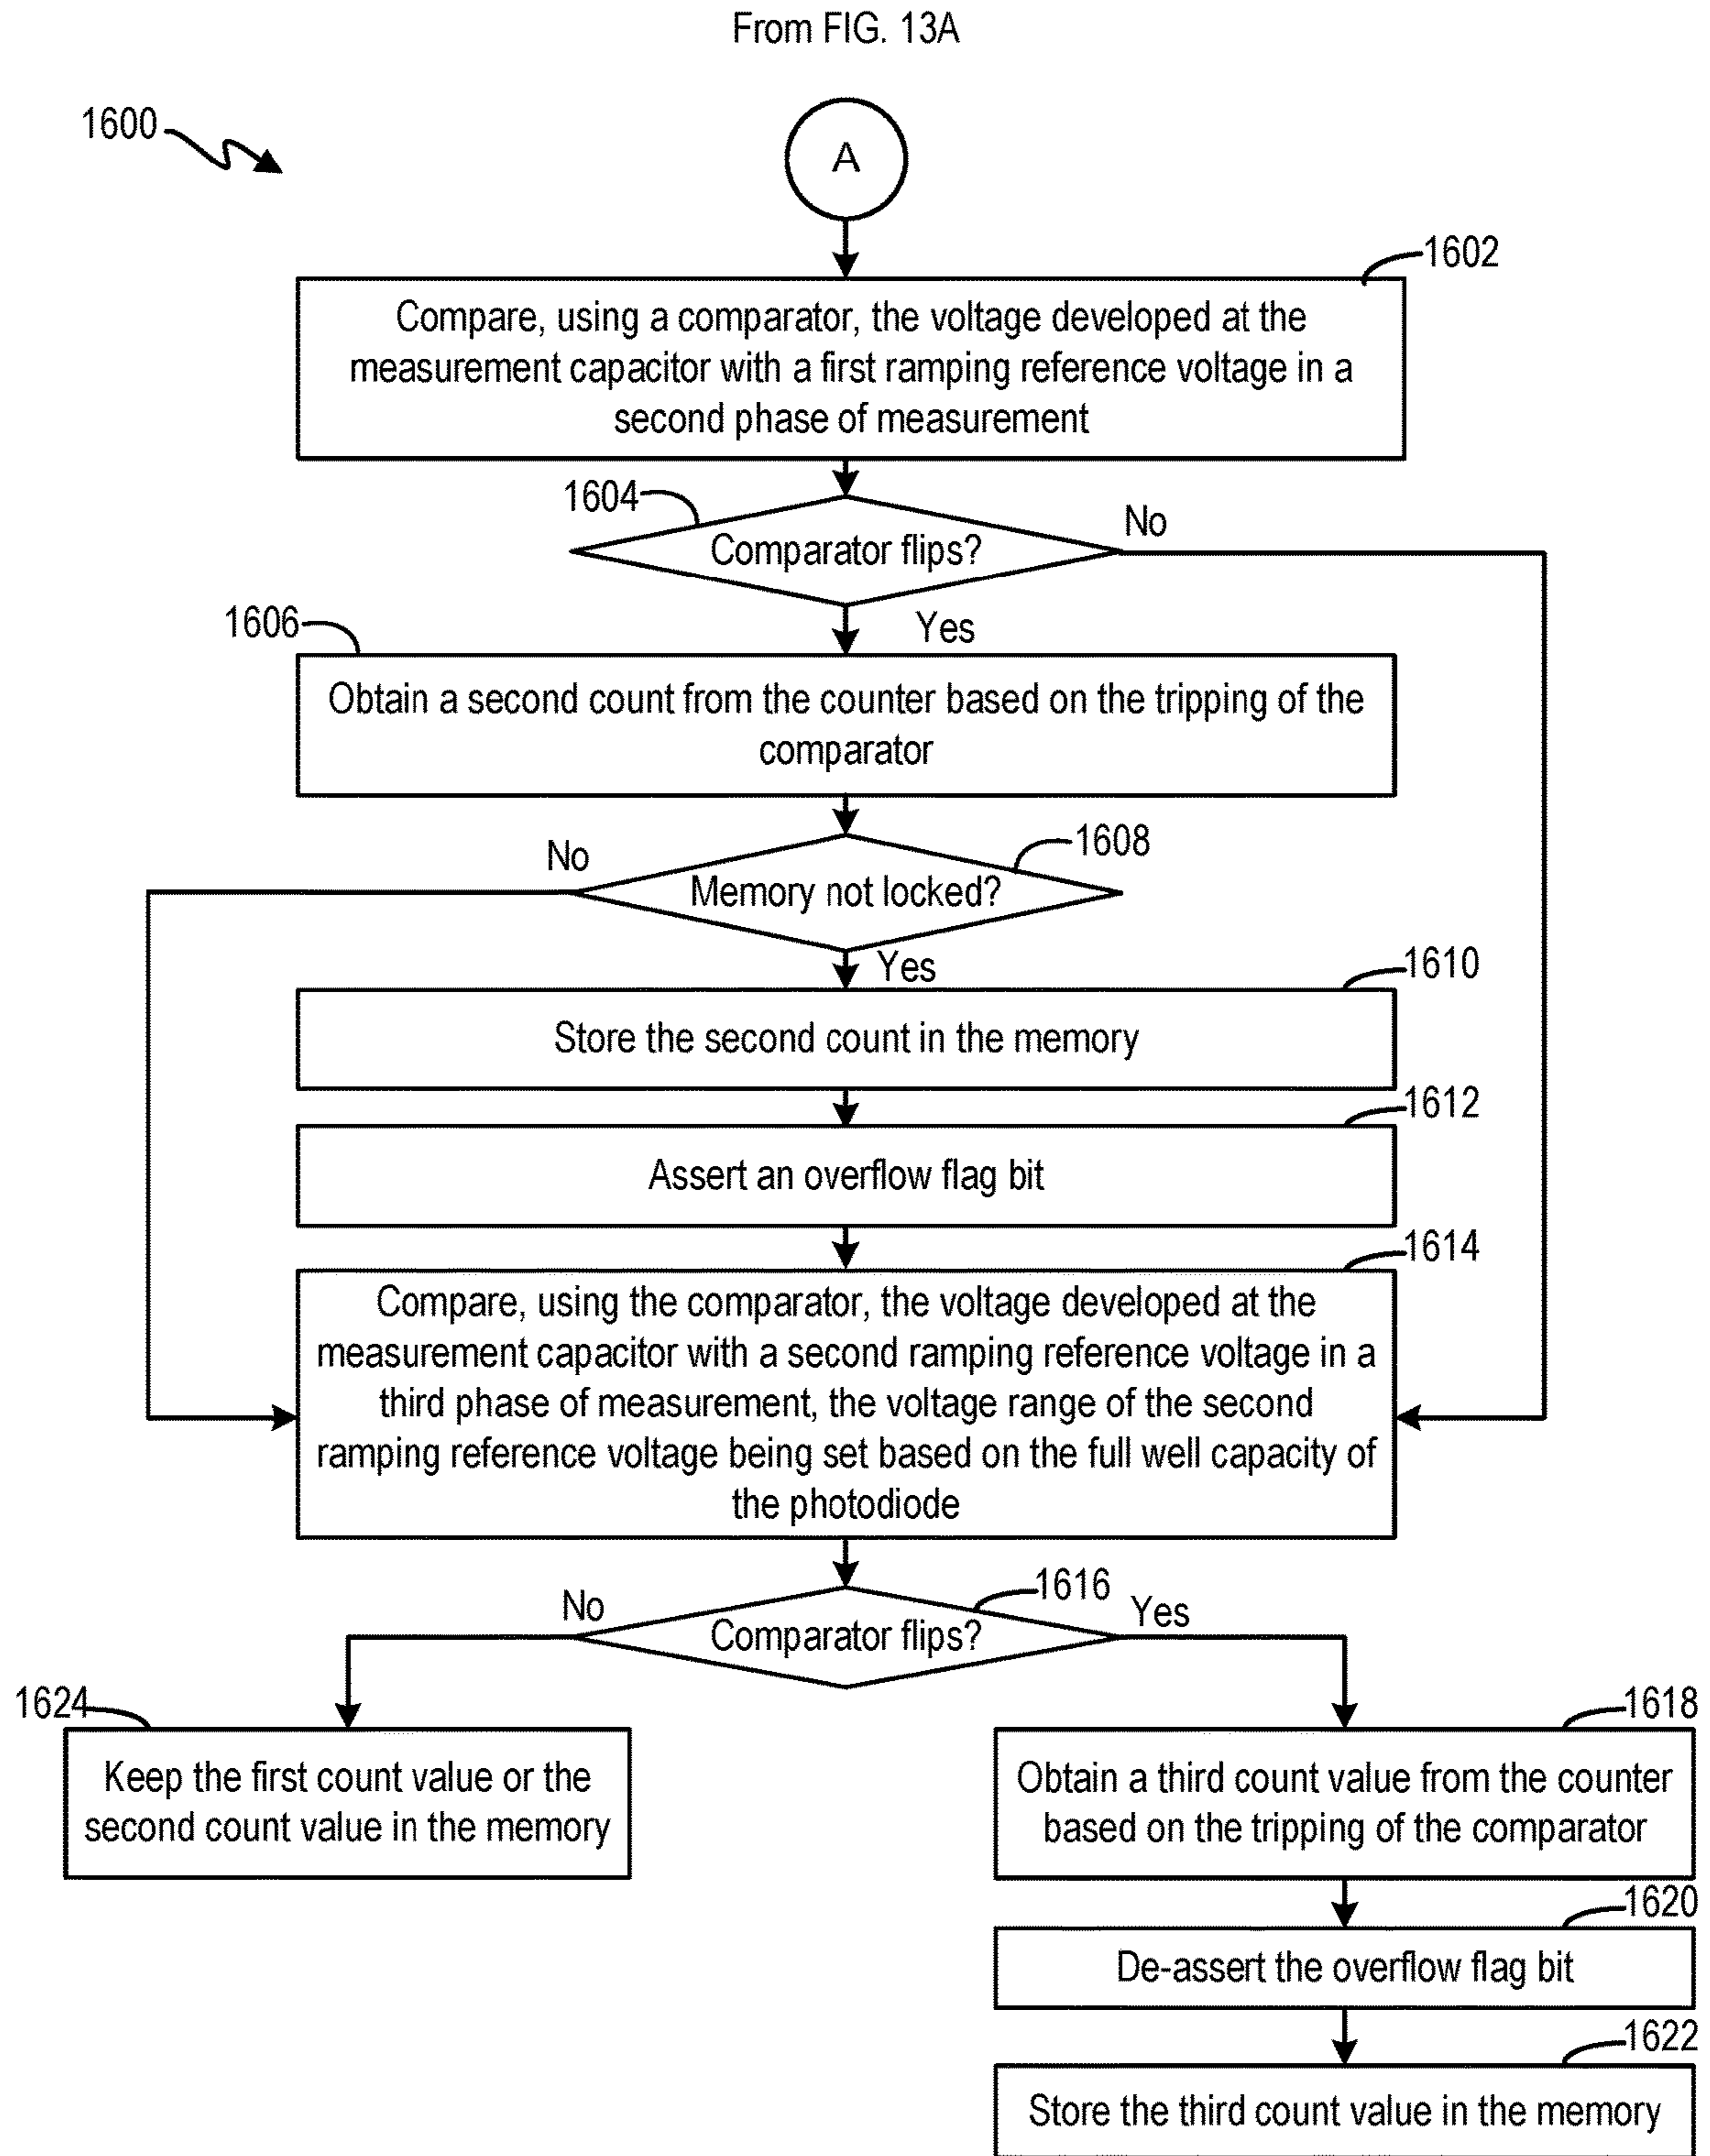 From FIG. 13A
1600
A
1602
Compare, using a comparator, the voltage developed at the
measurement capacitor with a first ramping reference voltage in a
second phase of measurement
1604
Comparator flips?
No
Yes
1606
Obtain a second count from the counter based on the tripping of the
comparator
No
1608
Memory not locked?
Yes
1610
Store the second count in the memory
1612
Assert an overflow flag bit
1614
Compare, using the comparator, the voltage developed at the
measurement capacitor with a second ramping reference voltage in a
third phase of measurement, the voltage range of the second
ramping reference voltage being set based on the full well capacity of
the photodiode
No
1616
Yes
Comparator flips?
1624
Keep the first count value or the
second count value in the memory
1618
Obtain a third count value from the counter
based on the tripping of the comparator
1620
De-assert the overflow flag bit
1622
Store the third count value in the memory